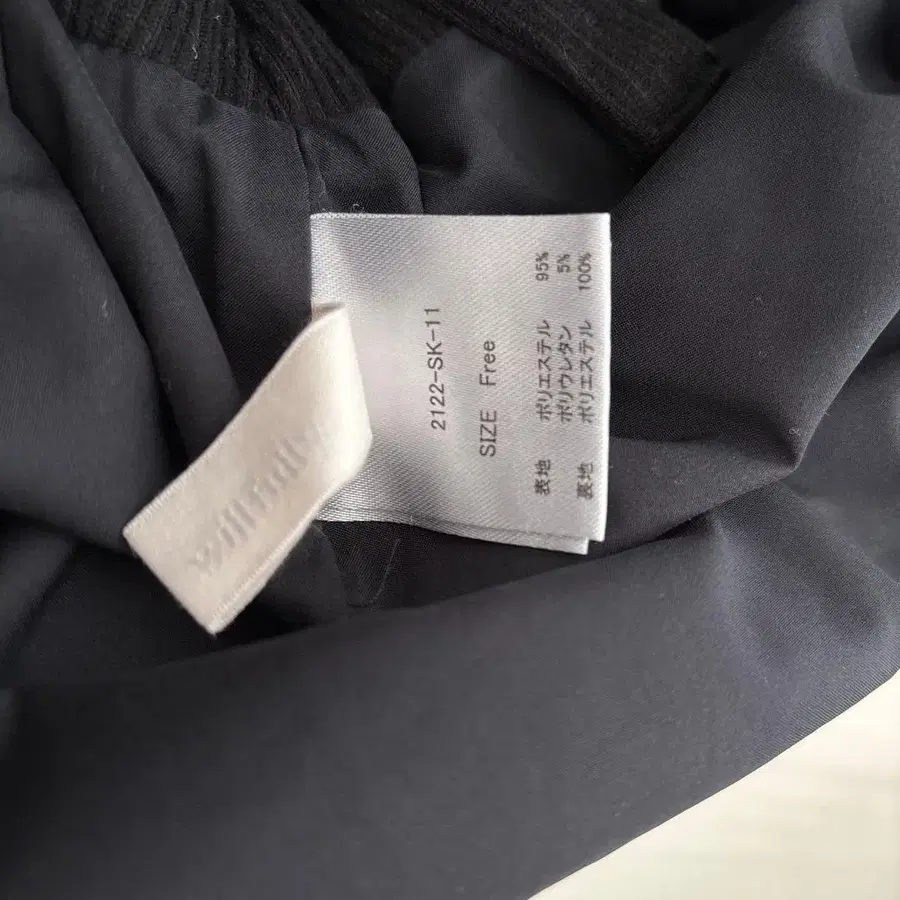 2122-SK-11
SIZE Free
表地 ポリエステル 95%
ポリウレタン 5%
裏地 ポリエステル 100%